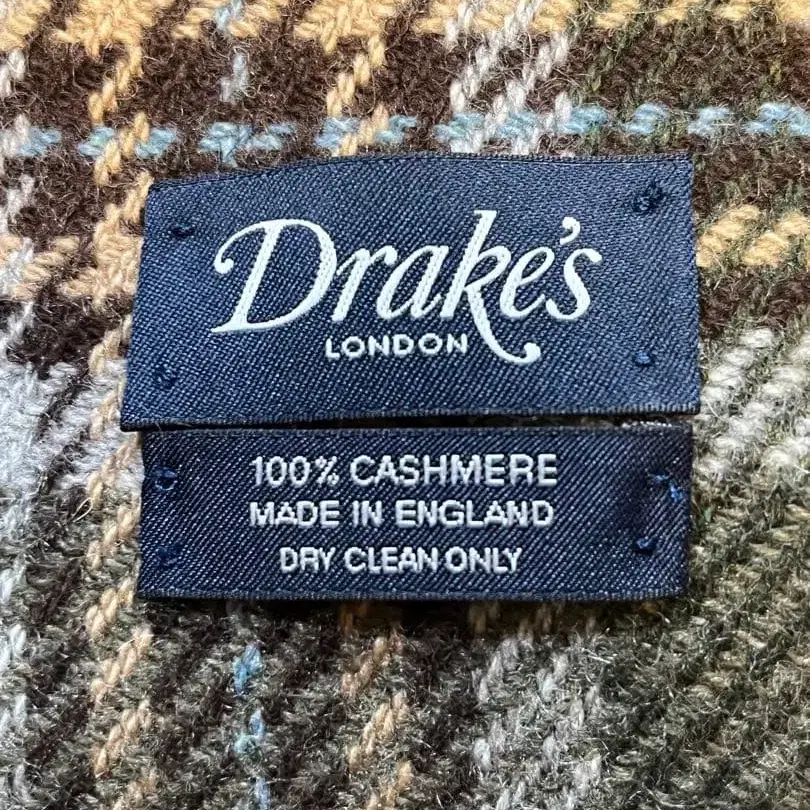 Drake's
LONDON
100% CASHMERE
MADE IN ENGLAND
DRY CLEAN ONLY